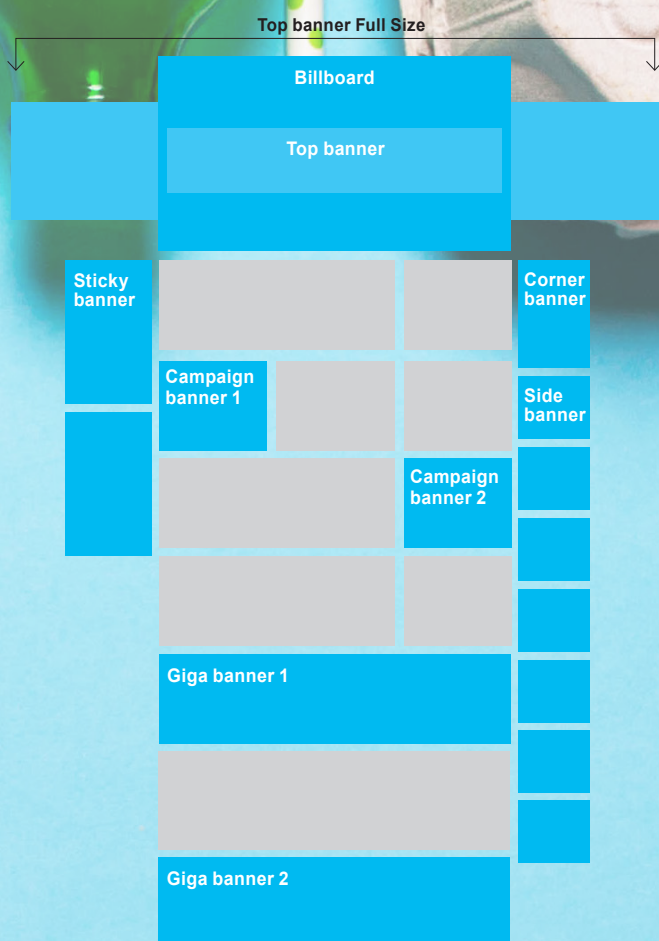 Top banner Full Size
Billboard
Top banner
Sticky
banner
Corner
banner
Campaign
banner 1
Side
banner
Campaign
banner 2
Giga banner 1
Giga banner 2